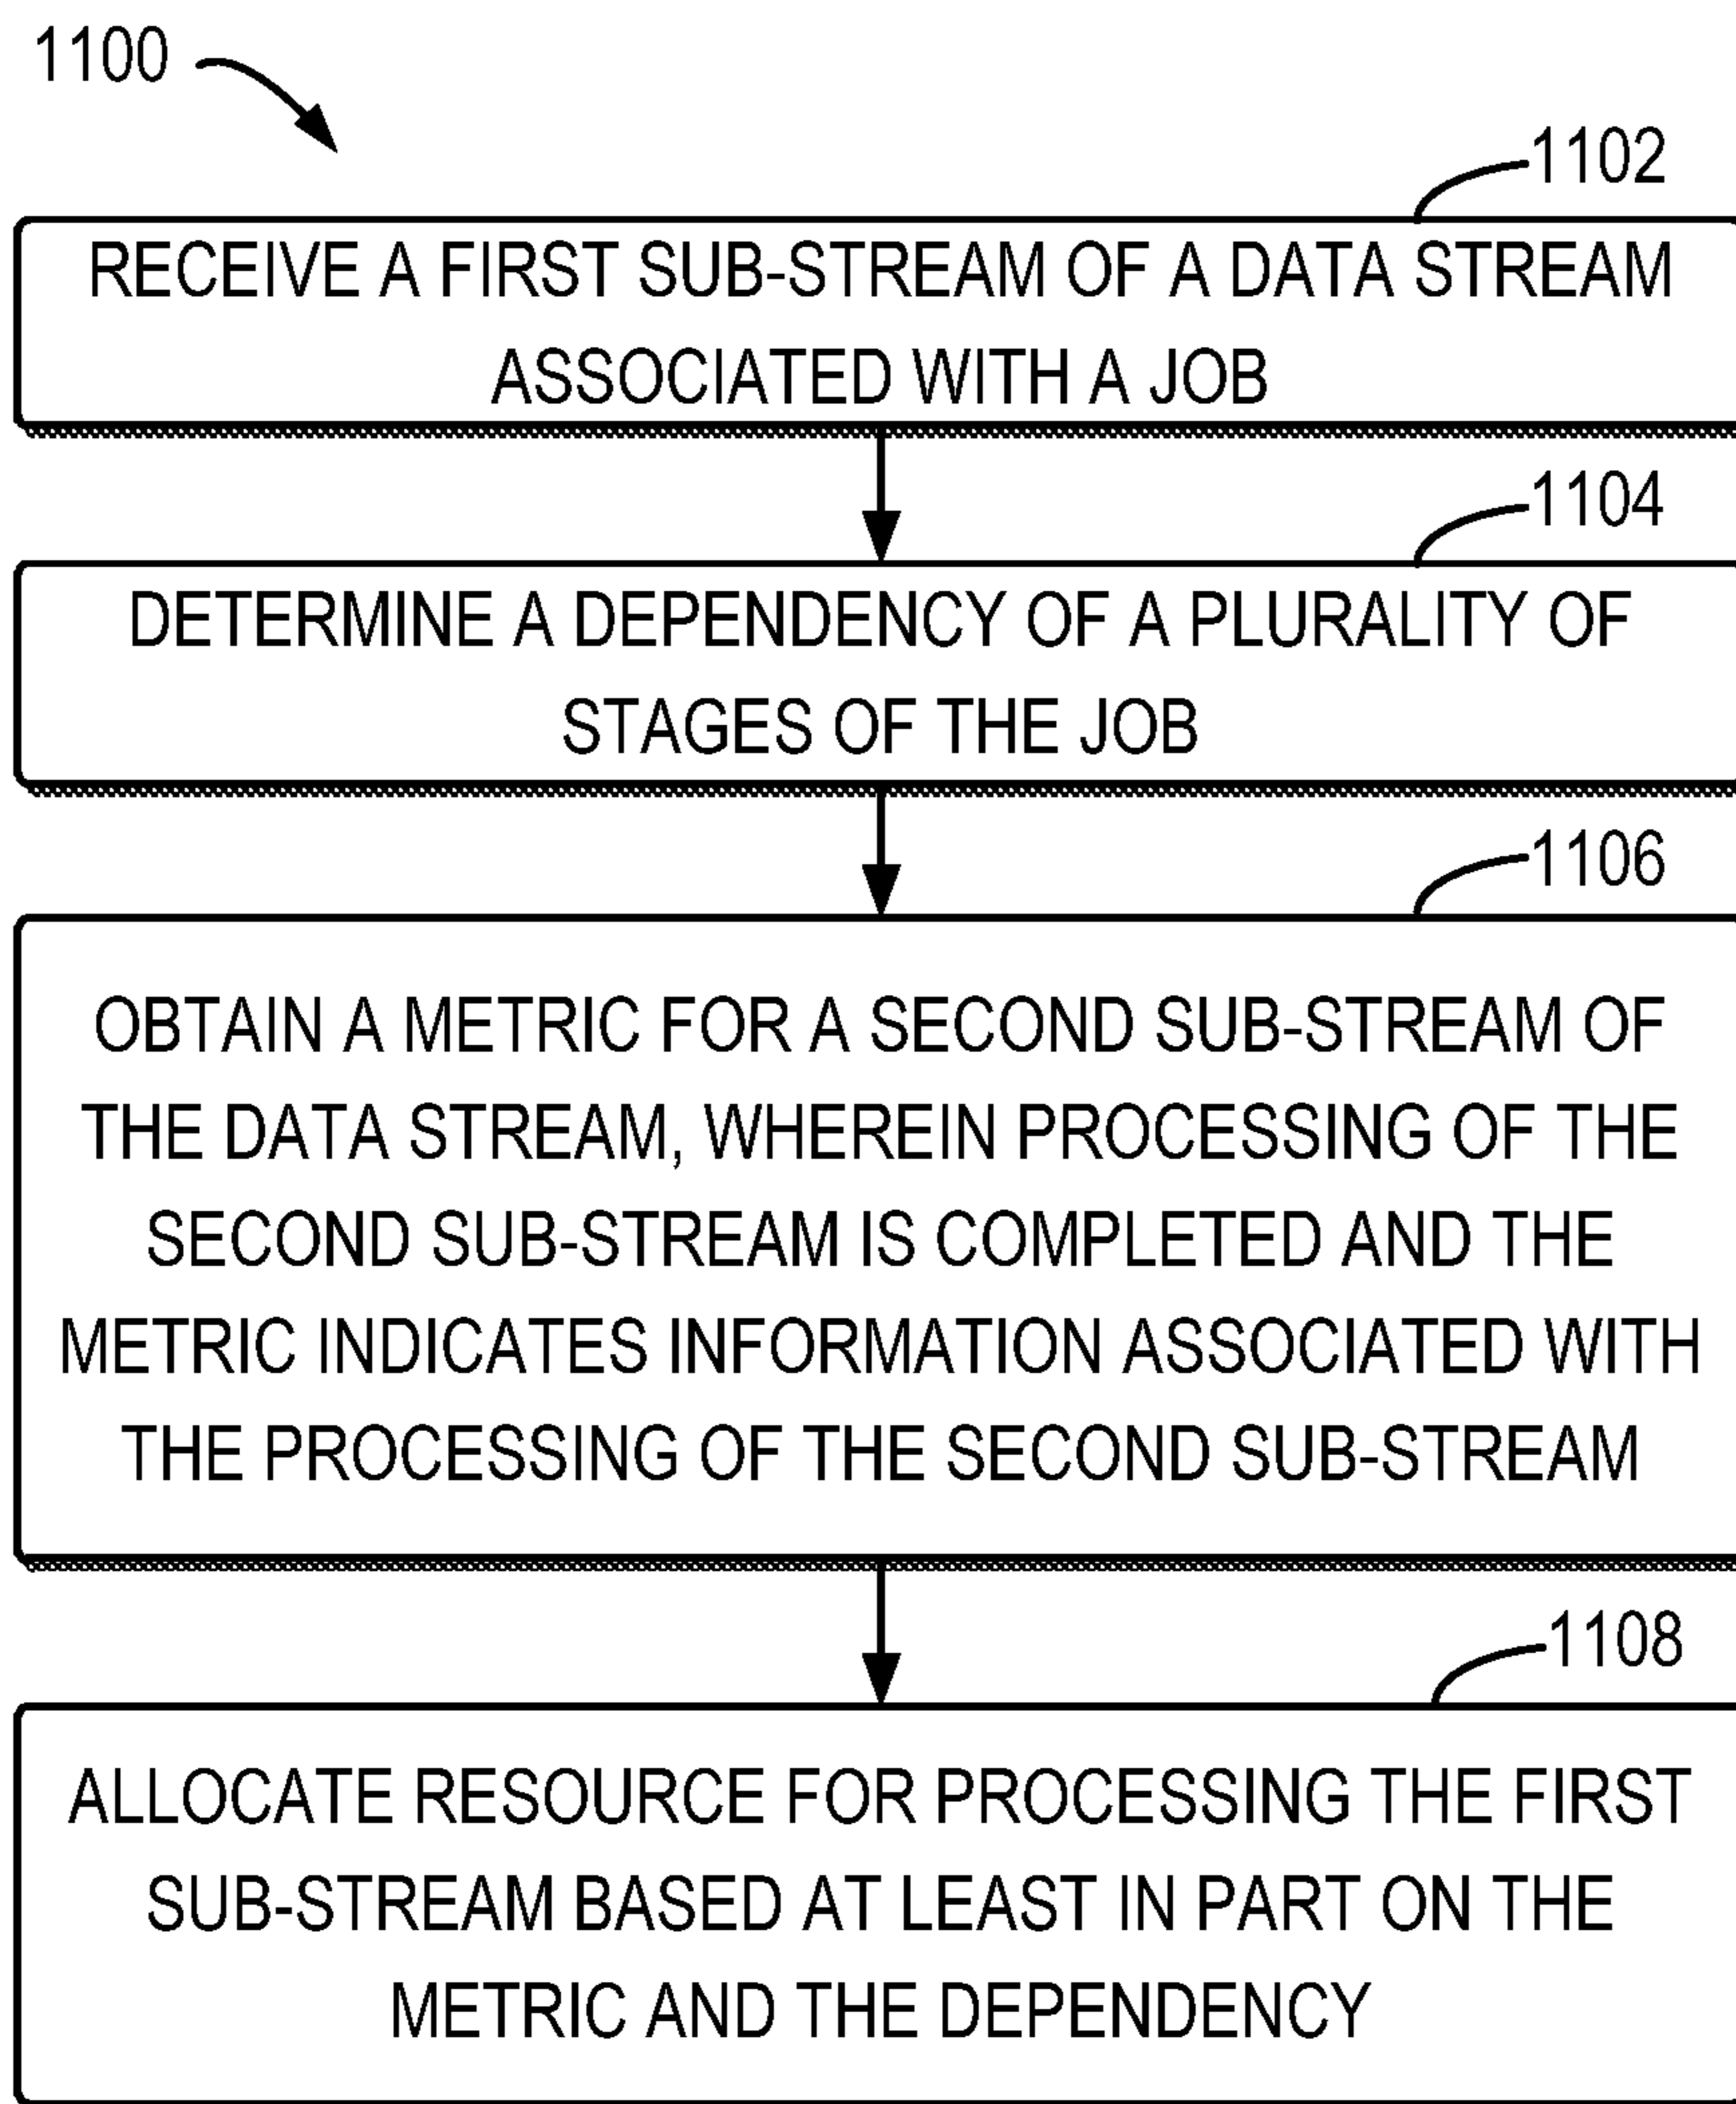 1100
1102
RECEIVE A FIRST SUB-STREAM OF A DATA STREAM
ASSOCIATED WITH A JOB
1104
DETERMINE A DEPENDENCY OF A PLURALITY OF
STAGES OF THE JOB
1106
OBTAIN A METRIC FOR A SECOND SUB-STREAM OF
THE DATA STREAM, WHEREIN PROCESSING OF THE
SECOND SUB-STREAM IS COMPLETED AND THE
METRIC INDICATES INFORMATION ASSOCIATED WITH
THE PROCESSING OF THE SECOND SUB-STREAM
1108
ALLOCATE RESOURCE FOR PROCESSING THE FIRST
SUB-STREAM BASED AT LEAST IN PART ON THE
METRIC AND THE DEPENDENCY